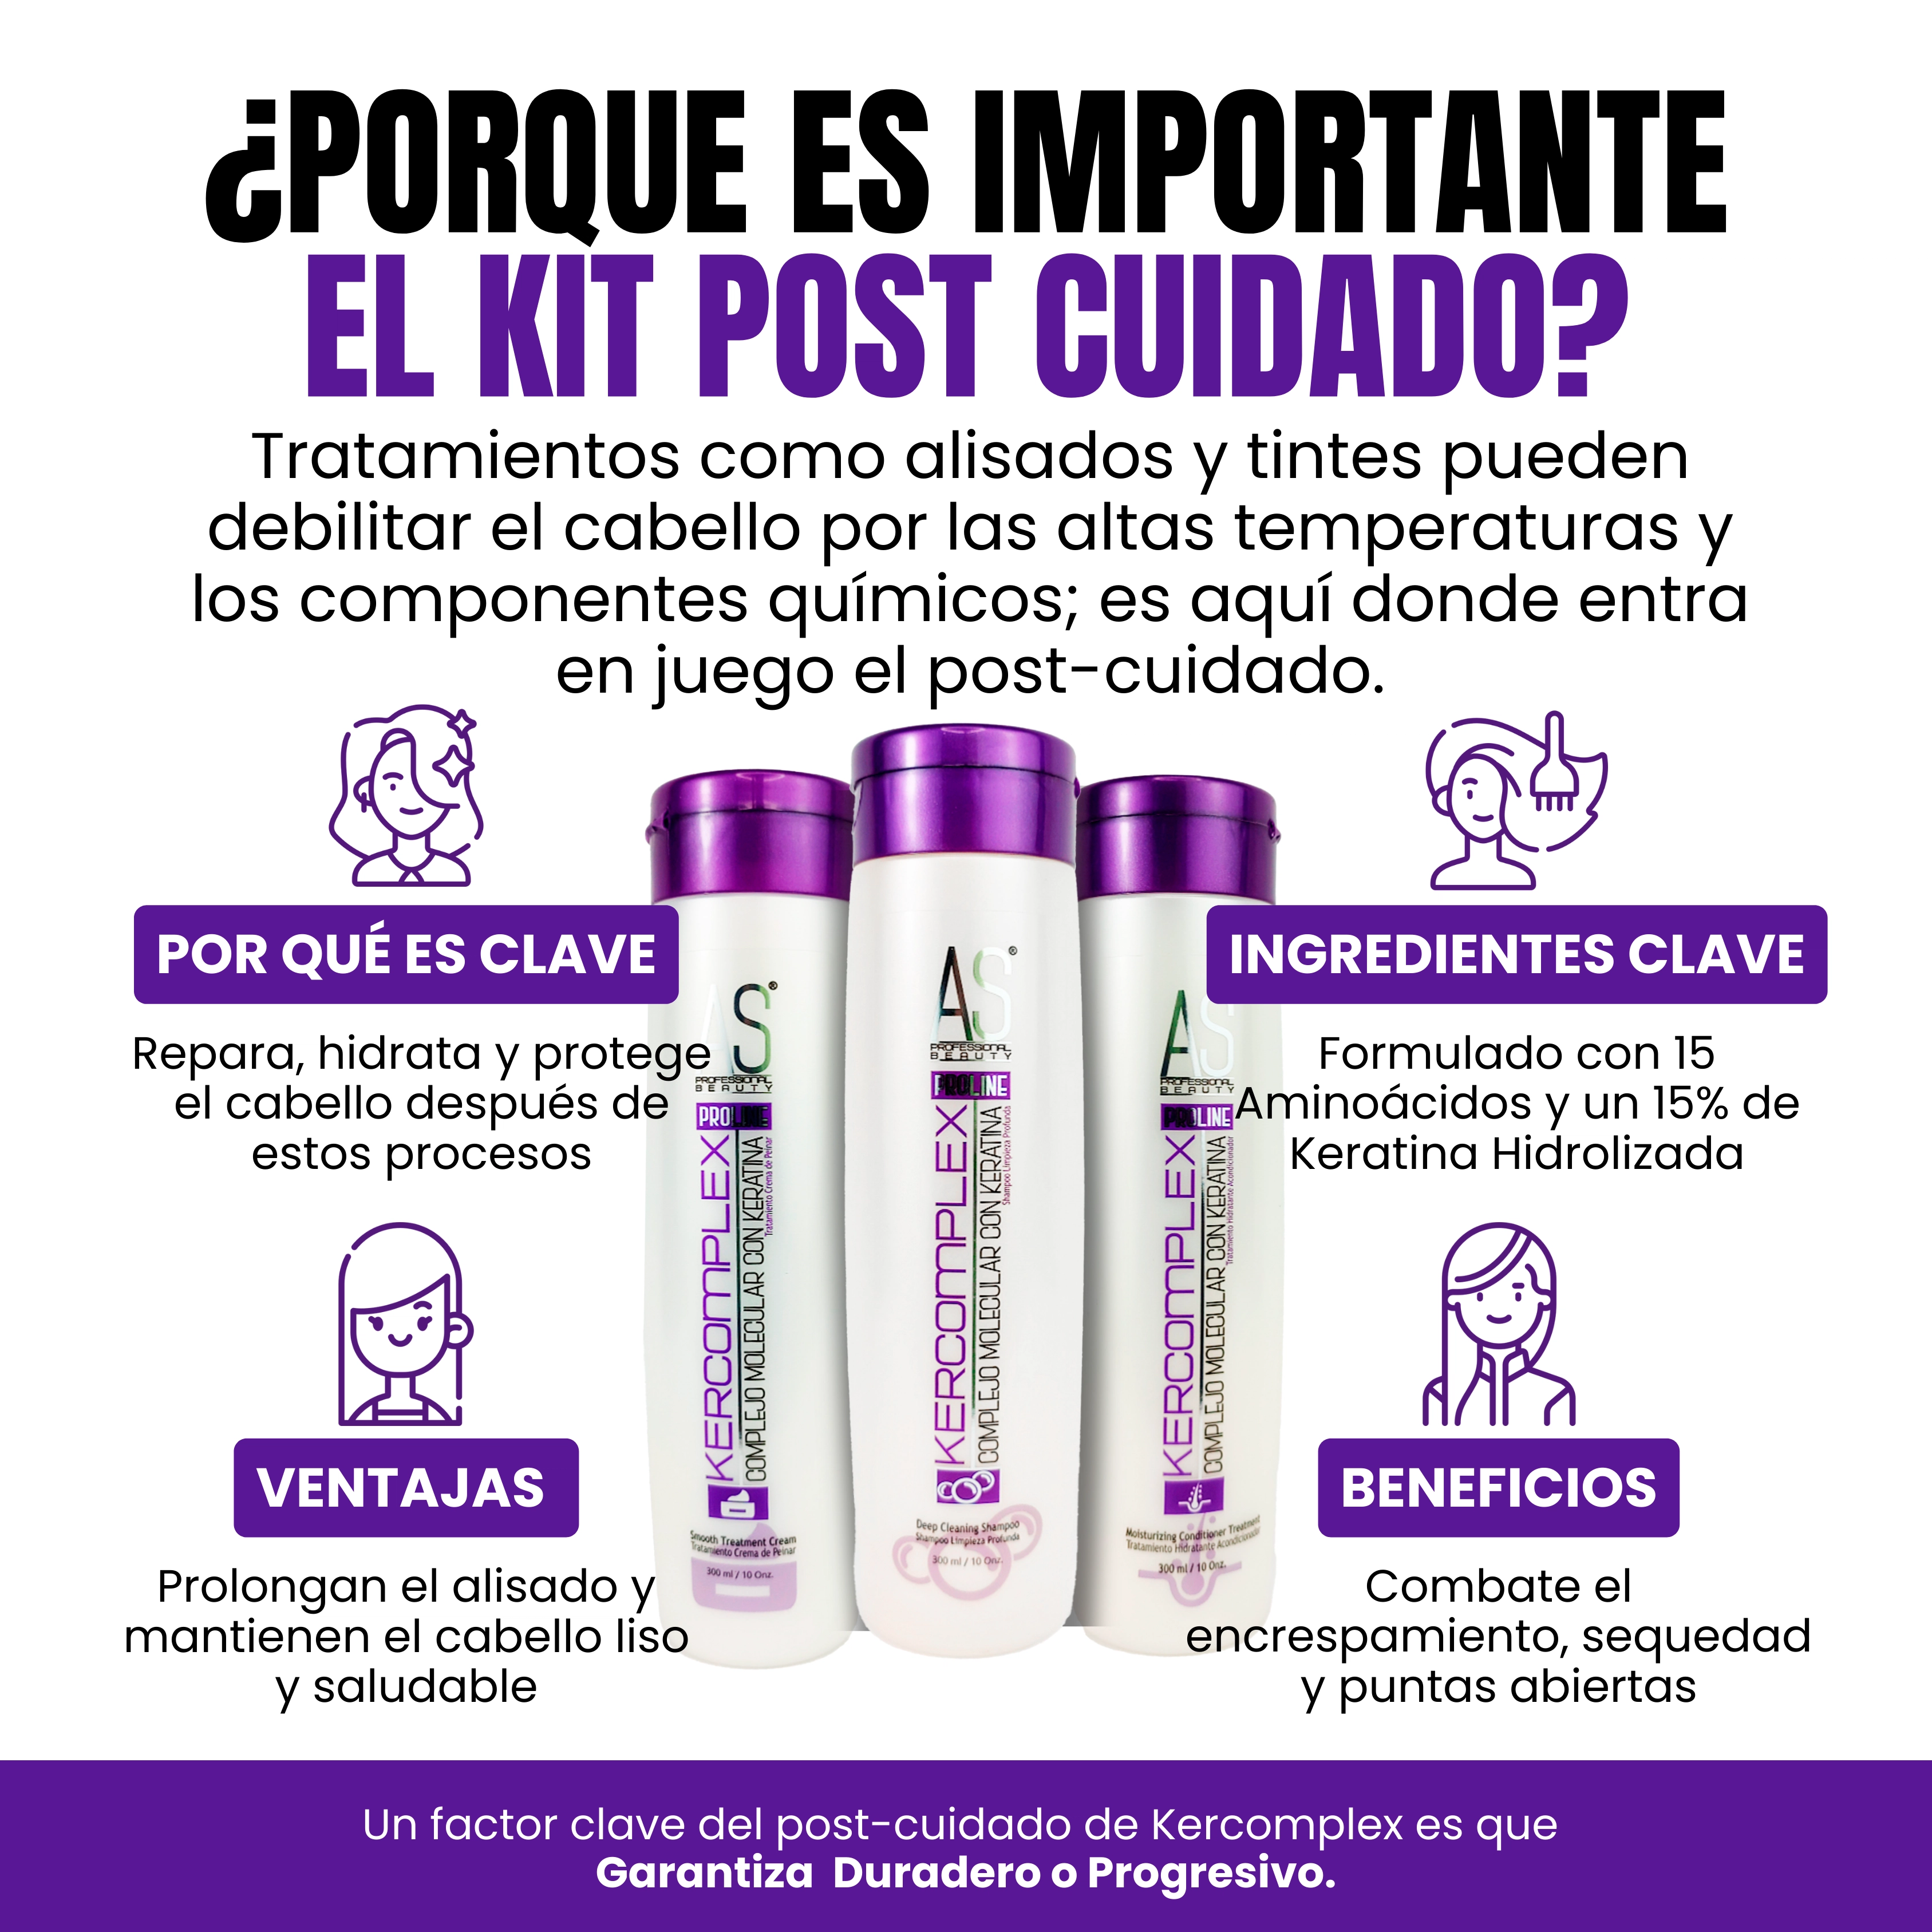 ¿PORQUE ES IMPORTANTE
EL KIT POST CUIDADO?
Tratamientos como alisados y tintes pueden
debilitar el cabello por las altas temperaturas y
los componentes químicos; es aquí donde entra
en juego el post-cuidado.
POR QUÉ ES CLAVE
Repara, hidrata y protege
el cabello después de
estos procesos
INGREDIENTES CLAVE
Formulado con 15
Aminoácidos y un 15% de
Keratina Hidrolizada
VENTAJAS
Prolongan el alisado y
mantienen el cabello liso
y saludable
BENEFICIOS
Combate el
encrespamiento, sequedad
y puntas abiertas
AS®
PROFESSIONAL
BEAUTY
PROLINE
KERCOMPLEX
COMPLEJO MOLECULAR CON KERATINA
Tratamiento Crema de Peinar
Smooth Treatment Cream
Tratamiento Crema de Peinar
300 ml / 10 Onz.
AS®
PROFESSIONAL
BEAUTY
PROLINE
KERCOMPLEX
COMPLEJO MOLECULAR CON KERATINA
Shampoo Limpieza Profunda
Deep Cleaning Shampoo
Shampoo Limpieza Profunda
300 ml / 10 Onz.
AS
PROFESSIONAL
BEAUTY
PROLINE
KERCOMPLEX
COMPLEJO MOLECULAR CON KERATINA
Tratamiento Hidratante Acondicionador
Moisturizing Conditioner Treatment
Tratamiento Hidratante Acondicionador
300 ml / 10 Onz.
Un factor clave del post-cuidado de Kercomplex es que
Garantiza  Duradero o Progresivo.